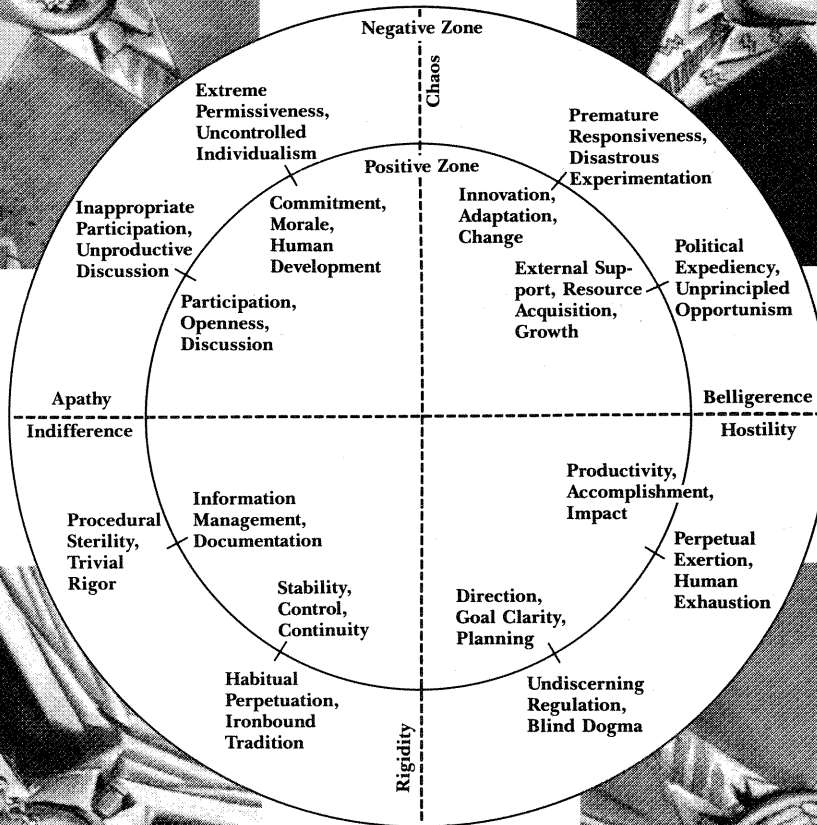 Negative Zone
Chaos
Extreme
Permissiveness,
Uncontrolled
Individualism
Premature
Responsiveness,
Disastrous
Experimentation
Positive Zone
Commitment,
Morale,
Human
Development
Innovation,
Adaptation,
Change
Inappropriate
Participation,
Unproductive
Discussion
Political
Expediency,
Unprincipled
Opportunism
External Sup-
port, Resource
Acquisition,
Growth
Participation,
Openness,
Discussion
Apathy
Indifference
Belligerence
Hostility
Information
Management,
Documentation
Productivity,
Accomplishment,
Impact
Procedural
Sterility,
Trivial
Rigor
Perpetual
Exertion,
Human
Exhaustion
Stability,
Control,
Continuity
Direction,
Goal Clarity,
Planning
Habitual
Perpetuation,
Ironbound
Tradition
Undiscerning
Regulation,
Blind Dogma
Rigidity